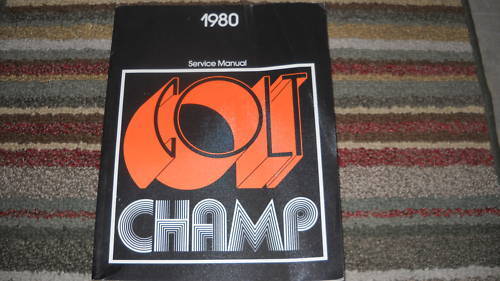 1980
Service Manual
COLT
CHAMP